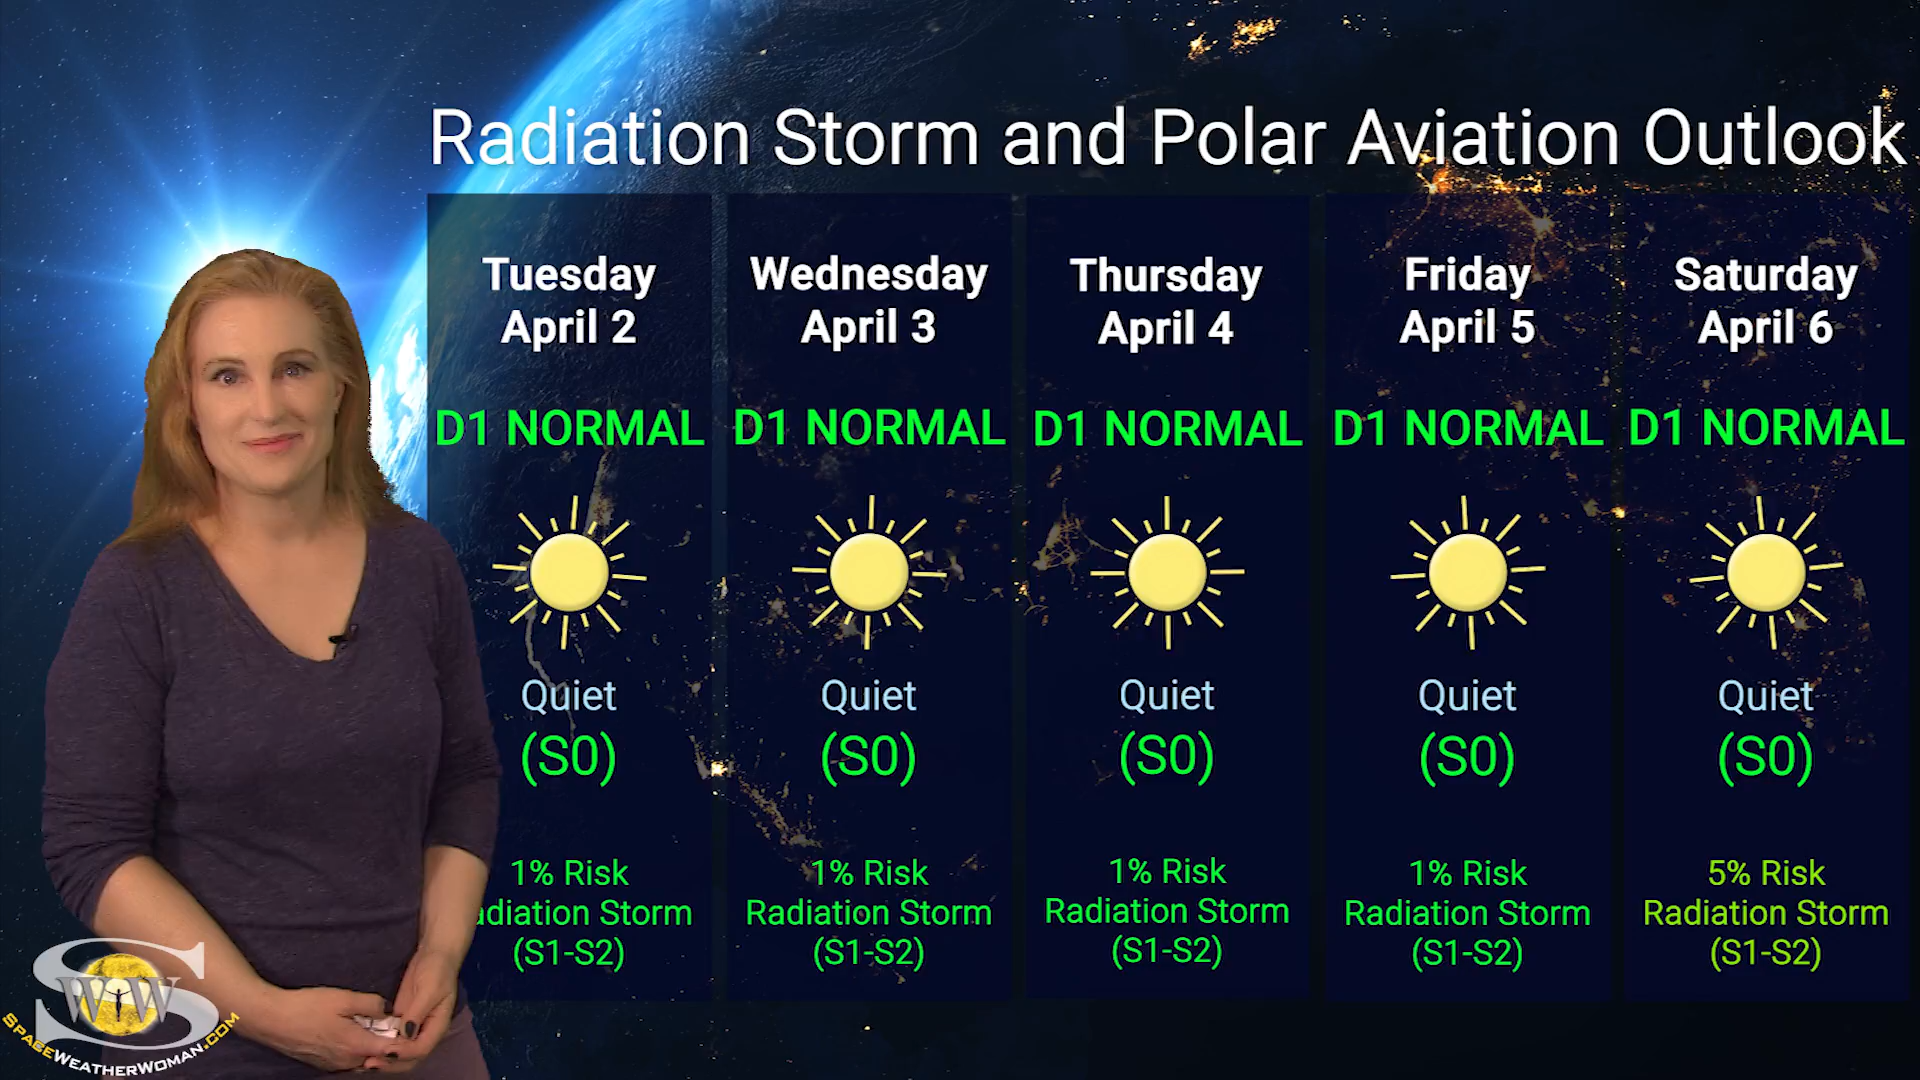 Radiation Storm and Polar Aviation Outlook
Tuesday
April 2
D1 NORMAL
Quiet
(S0)
1% Risk
adiation Storm
(S1-S2)
Wednesday
April 3
D1 NORMAL
Quiet
(S0)
1% Risk
Radiation Storm
(S1-S2)
Thursday
April 4
D1 NORMAL
Quiet
(S0)
1% Risk
Radiation Storm
(S1-S2)
Friday
April 5
D1 NORMAL
Quiet
(S0)
1% Risk
Radiation Storm
(S1-S2)
Saturday
April 6
D1 NORMAL
Quiet
(S0)
5% Risk
Radiation Storm
(S1-S2)
SWW
SPACEWEATHERWOMAN.COM